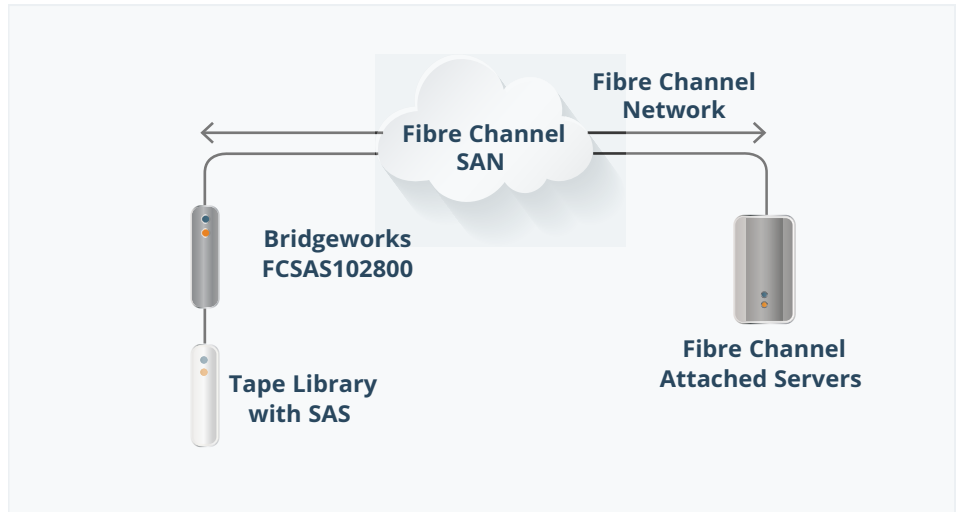 Fibre Channel
Network
Fibre Channel
SAN
Bridgeworks
FCSAS102800
Fibre Channel
Attached Servers
Tape Library
with SAS